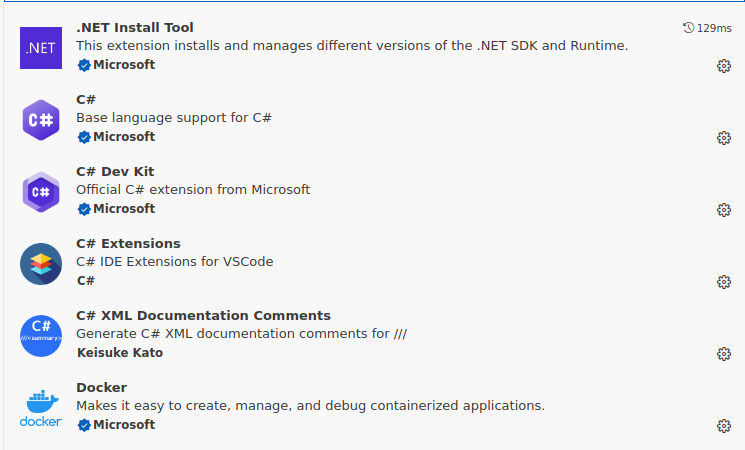 .NET Install Tool
129ms
.NET
This extension installs and manages different versions of the .NET SDK and Runtime.
Microsoft
C#
C#
Base language support for C#
Microsoft
C# Dev Kit
C#
Official C# extension from Microsoft
Microsoft
C# Extensions
C# IDE Extensions for VSCode
C#
C# XML Documentation Comments
C#
Generate C# XML documentation comments for ///
///<summary>
Keisuke Kato
Docker
Makes it easy to create, manage, and debug containerized applications.
docker
Microsoft